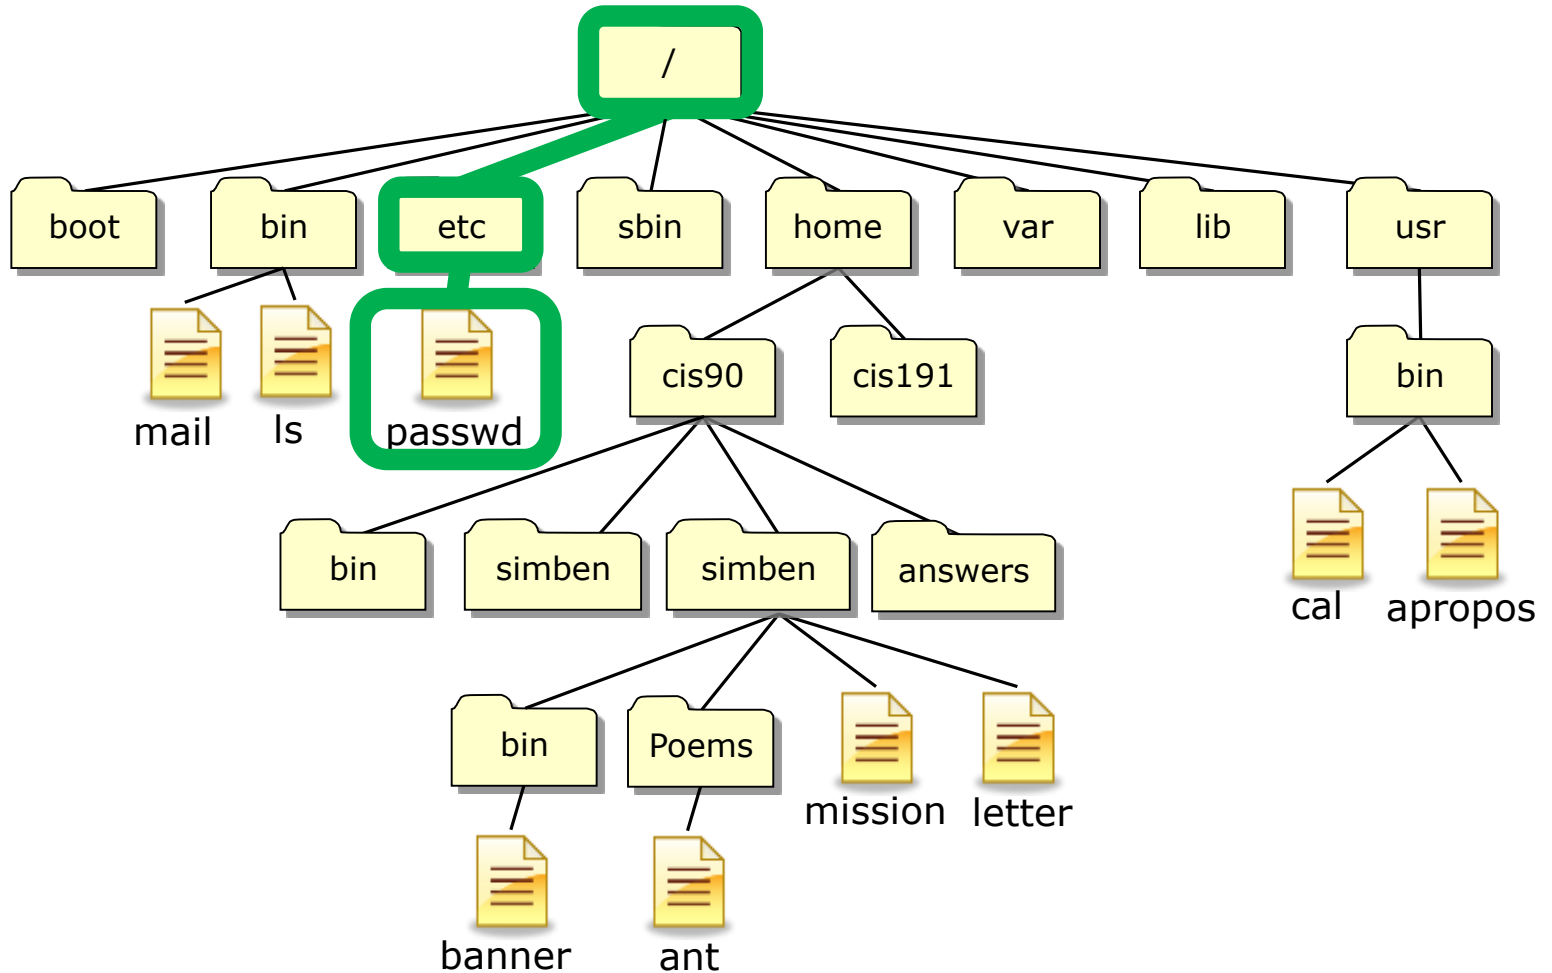 /
boot
bin
etc
sbin
home
var
lib
usr
mail
ls
passwd
cis90
cis191
bin
bin
simben
simben
answers
cal
apropos
bin
Poems
mission
letter
banner
ant